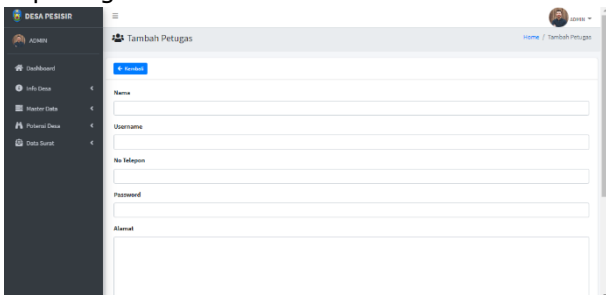 DESA PESISIR
ADMIN
ADMIN
Tambah Petugas
Home / Tambah Petugas
Dashboard
Info Desa
Master Data
Potensi Desa
Data Surat
Kembali
Nama
Username
No Telepon
Password
Alamat